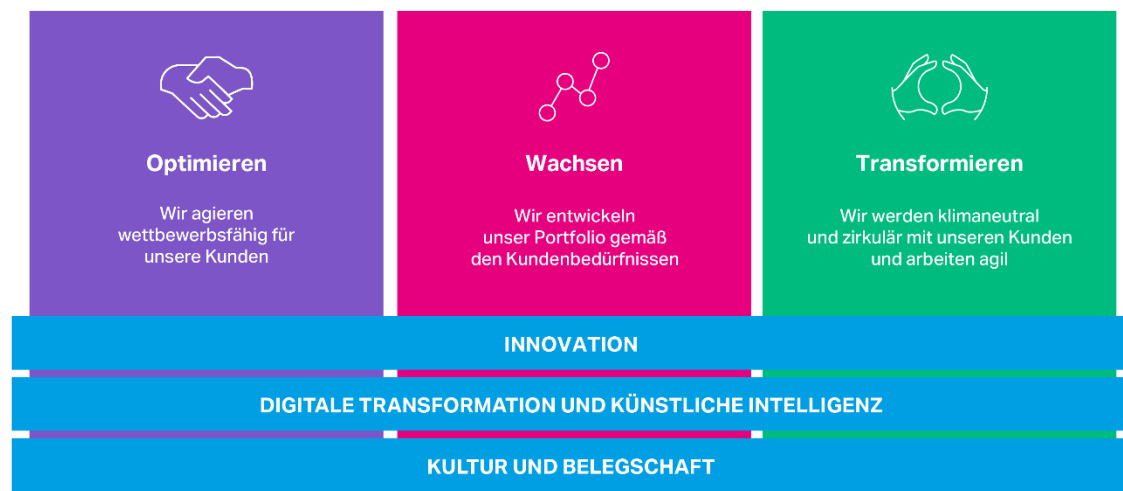 Optimieren
Wir agieren
wettbewerbsfähig für
unsere Kunden
Wachsen
Wir entwickeln
unser Portfolio gemäß
den Kundenbedürfnissen
Transformieren
Wir werden klimaneutral
und zirkulär mit unseren Kunden
und arbeiten agil
INNOVATION
DIGITALE TRANSFORMATION UND KÜNSTLICHE INTELLIGENZ
KULTUR UND BELEGSCHAFT